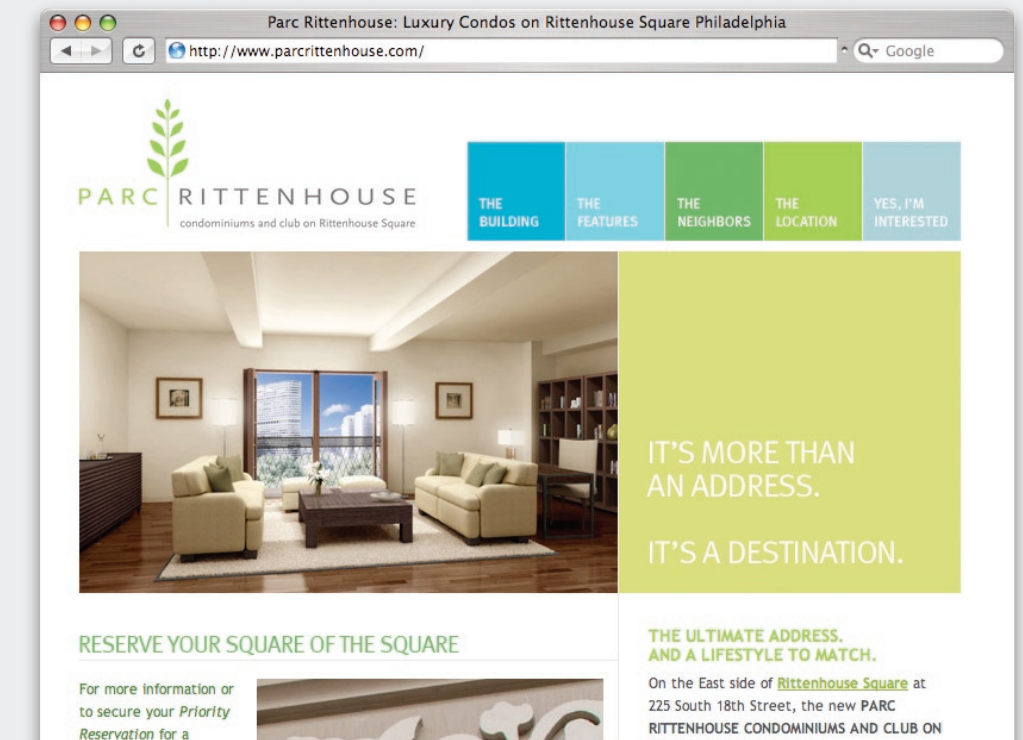 Parc Rittenhouse: Luxury Condos on Rittenhouse Square Philadelphia
http://www.parcrittenhouse.com/
Google
PARC RITTENHOUSE
condominiums and club on Rittenhouse Square
THE
BUILDING
THE
FEATURES
THE
NEIGHBORS
THE
LOCATION
YES, I'M
INTERESTED
IT'S MORE THAN
AN ADDRESS.
IT'S A DESTINATION.
RESERVE YOUR SQUARE OF THE SQUARE
For more information or
to secure your Priority
Reservation for a
THE ULTIMATE ADDRESS.
AND A LIFESTYLE TO MATCH.
On the East side of Rittenhouse Square at
225 South 18th Street, the new PARC
RITTENHOUSE CONDOMINIUMS AND CLUB ON